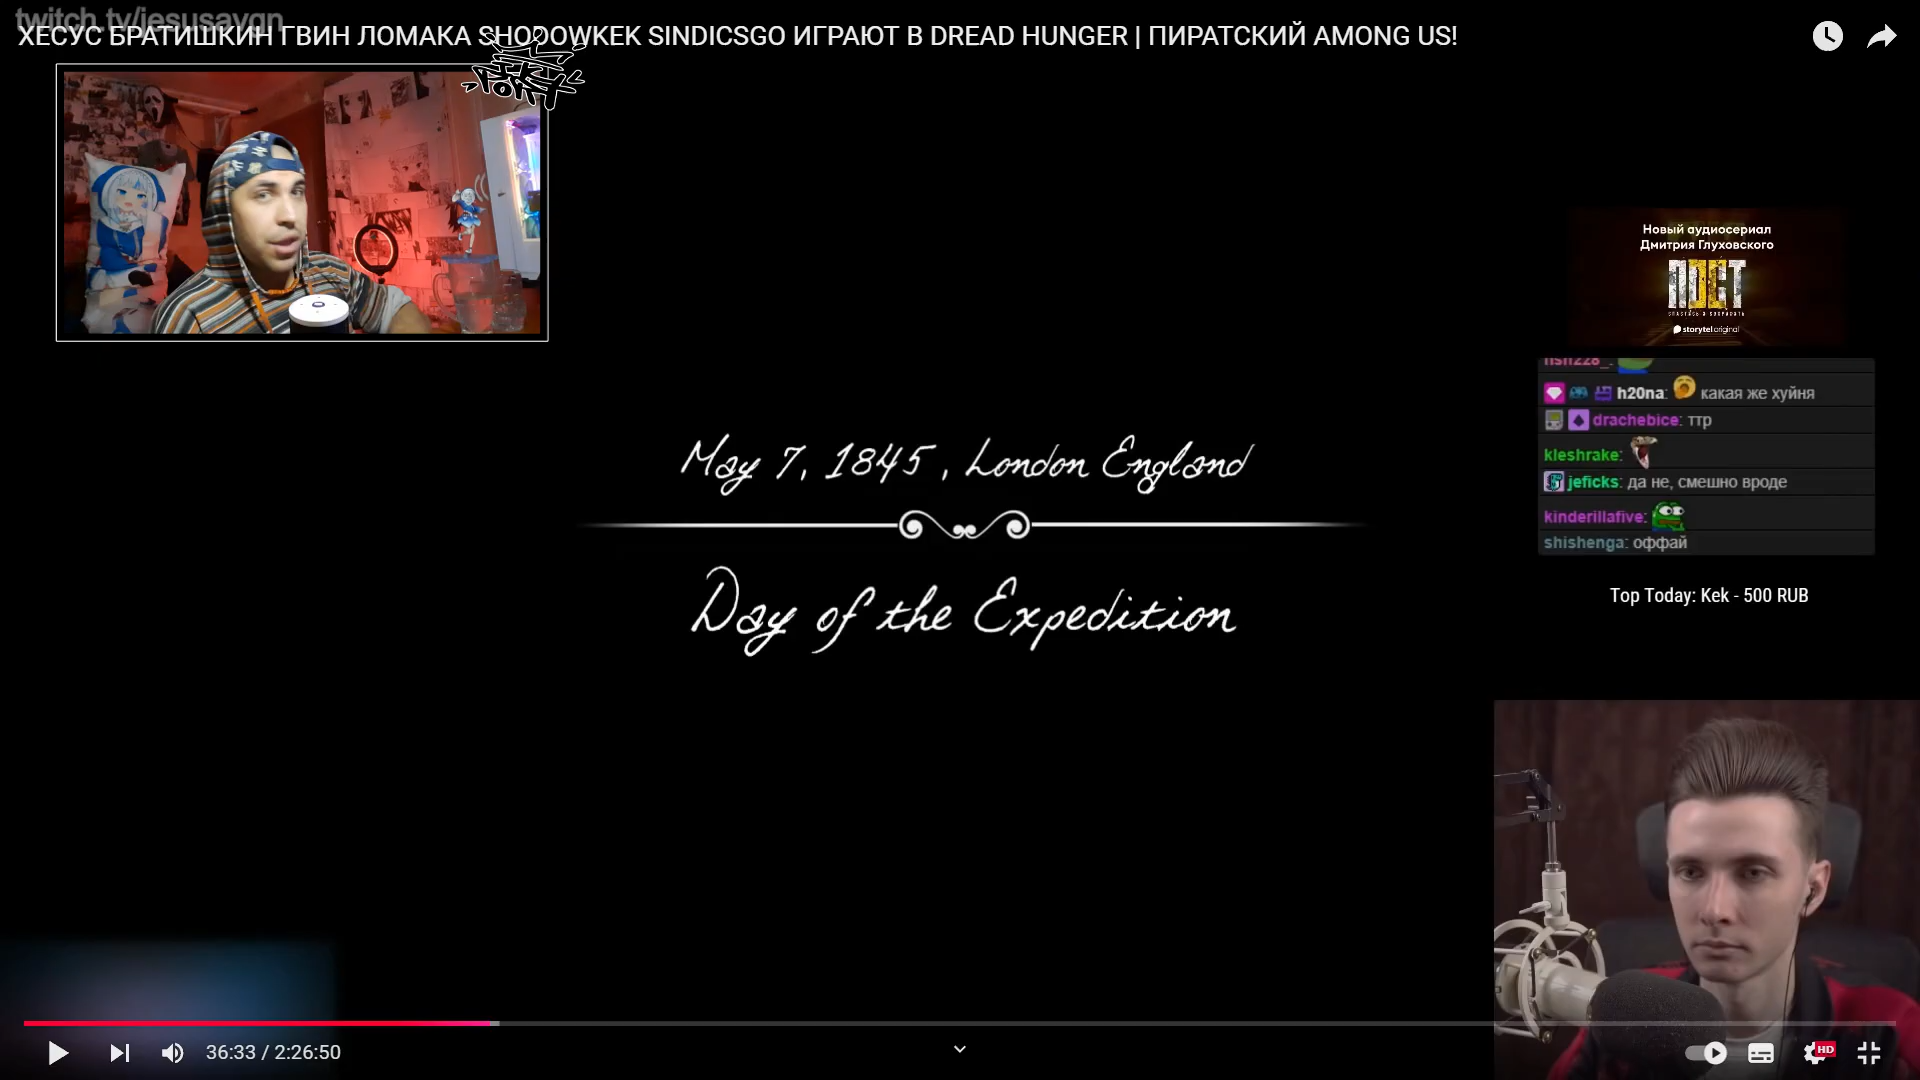 twitch.tv/jesusavgn
ХЕСУС БРАТИШКИН ГВИН ЛОМАКА SHODOWKEK SINDICSGO ИГРАЮТ В DREAD HUNGER | ПИРАТСКИЙ AMONG US!
Новый аудиосериал
Дмитрия Глуховского
ПОСТ
СПАСТИСЬ И СОХРАНИТЬ
storytel original
h20na: какая же хуйня
drachebice: ттр
kleshrake:
jeficks: да не, смешно вроде
kinderillafive:
shishenga: оффай
Top Today: Kek - 500 RUB
May 7, 1845, London England
Day of the Expedition
36:33 / 2:26:50
HD